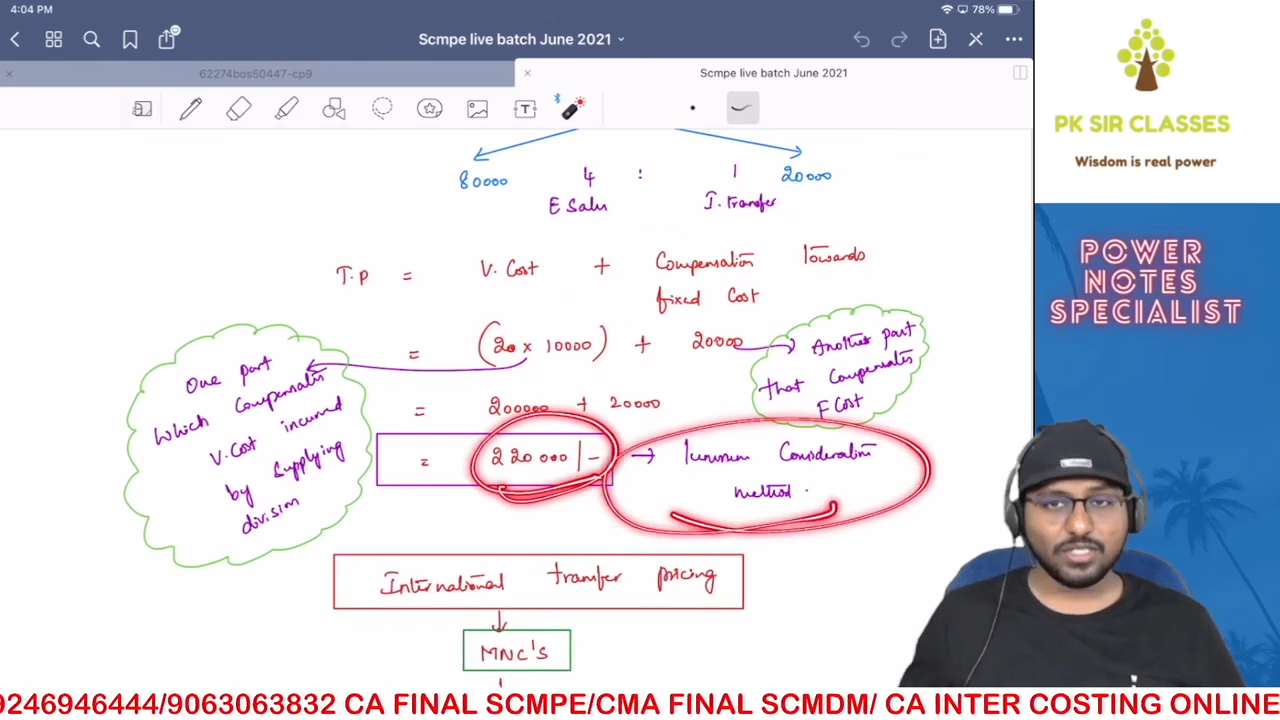 4:04 PM
78%
Scmpe live batch June 2021
62274bos50447-cp9
Scmpe live batch June 2021
80000 4 : 1 20000
E Sales I. transfer
T.P = V. Cost + Compensation Towards
fixed Cost
= (20 x 10000) + 20000
Another part
that Compensates
F Cost
One part
Which Compensates
V. Cost incurred
by Supplying
division
= 200000 + 20000
= 220000/- → Consideration
method
International transfer pricing
MNC'S
PK SIR CLASSES
Wisdom is real power
POWER
NOTES
SPECIALIST
9246946444/9063063832 CA FINAL SCMPE/CMA FINAL SCMDM/ CA INTER COSTING ONLINE